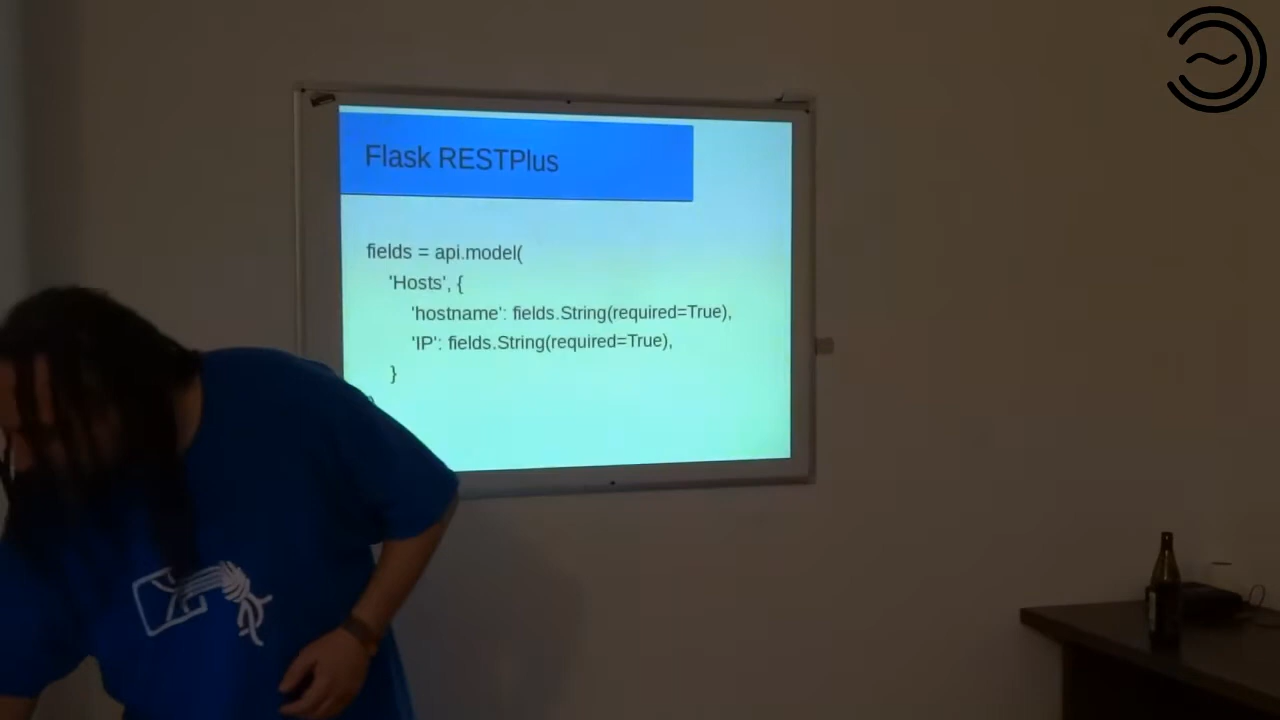 Flask RESTPlus
fields = api.model(
'Hosts', {
'hostname': fields.String(required=True),
'IP': fields.String(required=True),
}
)